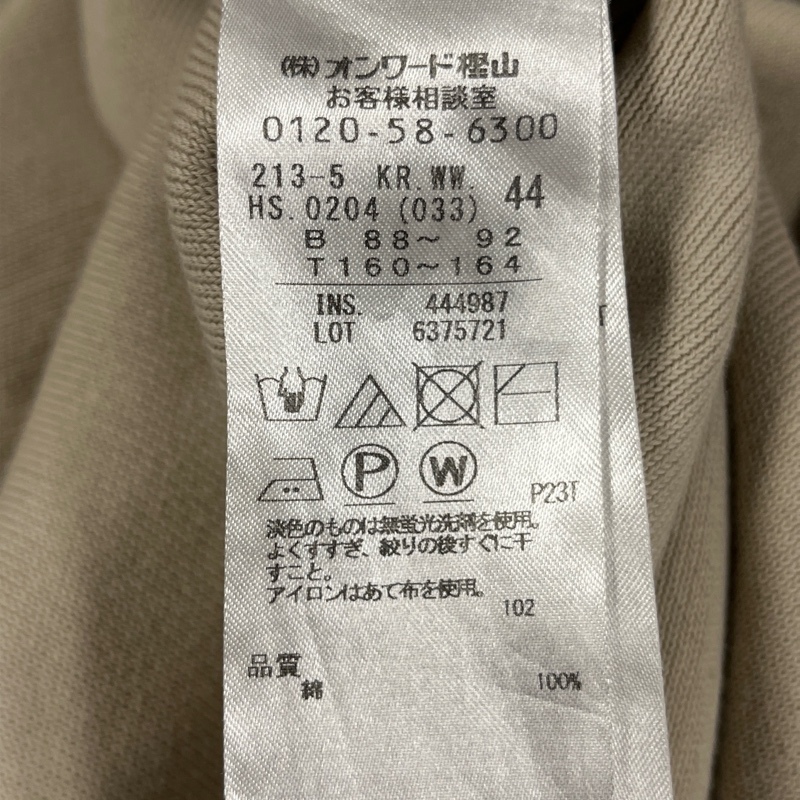 (株)オンワード樫山
お客様相談室
0120-58-6300
213-5 KR.WW. 44
HS.0204 (033)
B 88～ 92
T160～164
INS. 444987
LOT 6375721
P W
P23T
淡色のものは無蛍光洗剤を使用。
よくすすぎ、絞りの後すぐに干
すこと。
アイロンはあて布を使用。
102
品質
綿 100%